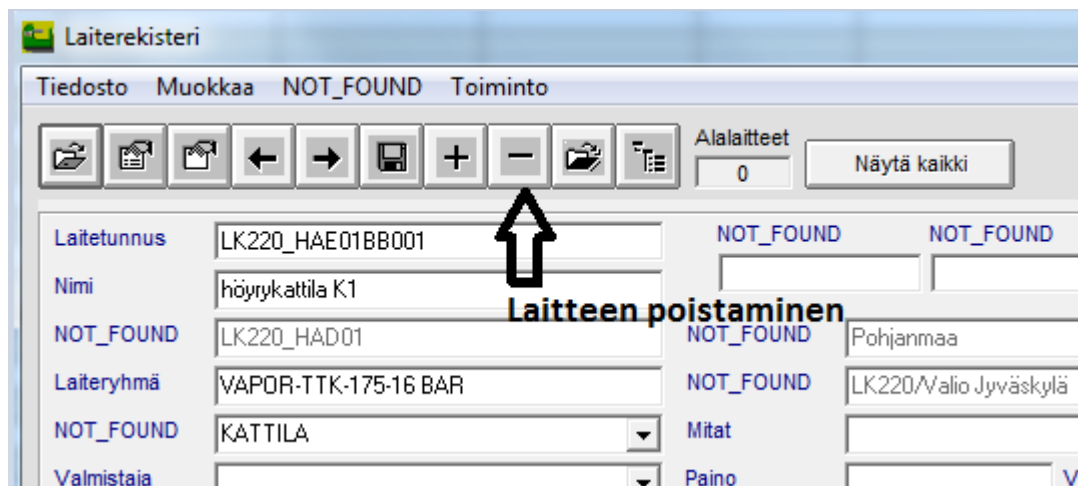 Laiterekisteri
Tiedosto Muokkaa NOT_FOUND Toiminto
Alalaitteet
0
Näytä kaikki
Laitetunnus LK220_HAE01BB001 NOT_FOUND NOT_FOUND
Nimi höyrykattila K1
Laitteen poistaminen
NOT_FOUND LK220_HAD01 NOT_FOUND Pohjanmaa
Laiteryhmä VAPOR-TTK-175-16 BAR NOT_FOUND LK220/Valio Jyväskylä
NOT_FOUND KATTILA Mitat
Valmistaja Paino V